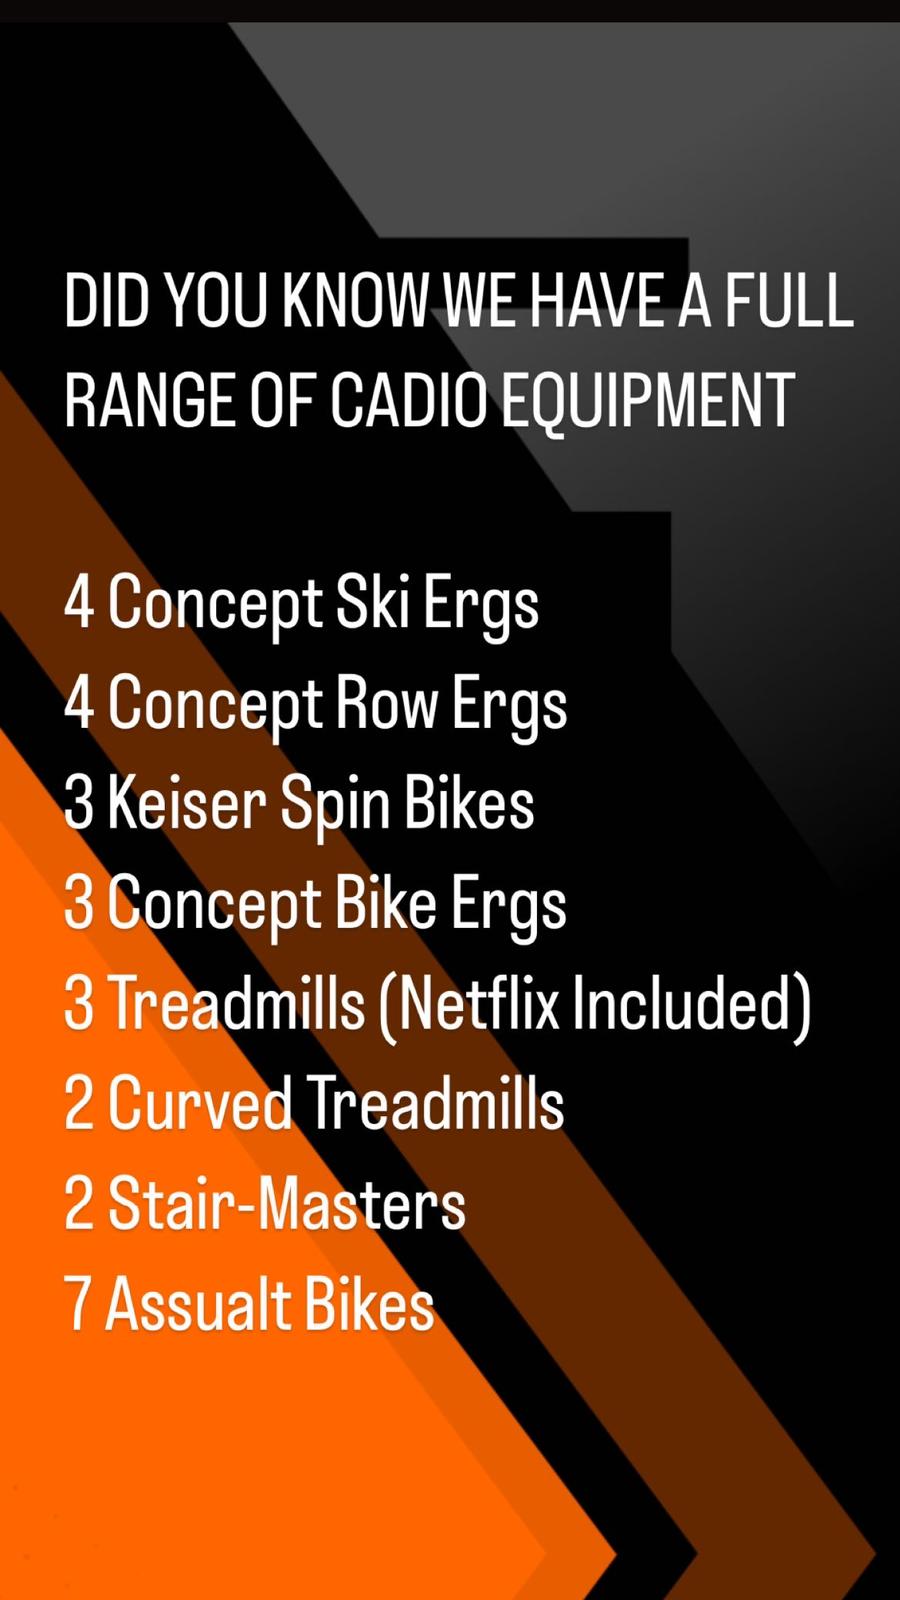 DID YOU KNOW WE HAVE A FULL
RANGE OF CADIO EQUIPMENT
4 Concept Ski Ergs
4 Concept Row Ergs
3 Keiser Spin Bikes
3 Concept Bike Ergs
3 Treadmills (Netflix Included)
2 Curved Treadmills
2 Stair-Masters
7 Assualt Bikes